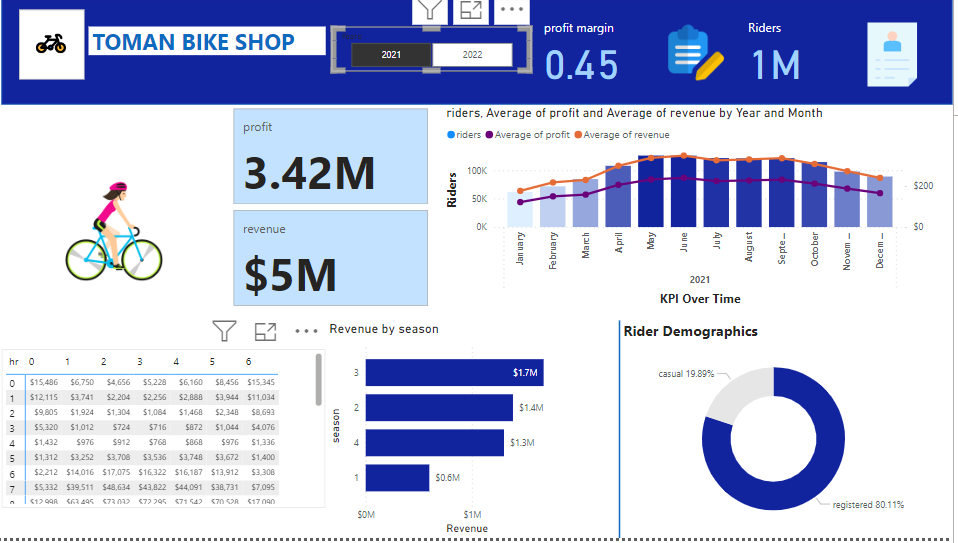 TOMAN BIKE SHOP
2021
2022
profit margin
0.45
Riders
1M
profit
3.42M
revenue
$5M
riders, Average of profit and Average of revenue by Year and Month
riders Average of profit Average of revenue
Riders
100K
50K
0K
$200
$0
January
February
March
April
May
June
July
August
Septe...
October
Novem...
Decem...
2021
KPI Over Time
hr 0 1 2 3 4 5 6
0 $15,486 $6,750 $4,656 $5,228 $6,160 $8,456 $15,345
1 $12,115 $3,741 $2,204 $2,256 $2,888 $3,944 $11,034
2 $9,805 $1,924 $1,304 $1,084 $1,468 $2,348 $8,693
3 $5,320 $1,012 $724 $716 $872 $1,044 $4,076
4 $1,432 $976 $912 $768 $868 $976 $1,336
5 $1,312 $3,252 $3,708 $3,536 $3,748 $3,672 $1,400
6 $2,212 $14,016 $17,075 $16,322 $16,187 $13,912 $3,308
7 $5,332 $39,511 $48,634 $43,822 $44,091 $38,731 $7,095
$12,998 $63,495 $73,032 $72,295 $71,542 $70,528 $17,090
Revenue by season
season
3 $1.7M
2 $1.4M
4 $1.3M
1 $0.6M
$0M $1M
Revenue
Rider Demographics
casual 19.89%
registered 80.11%